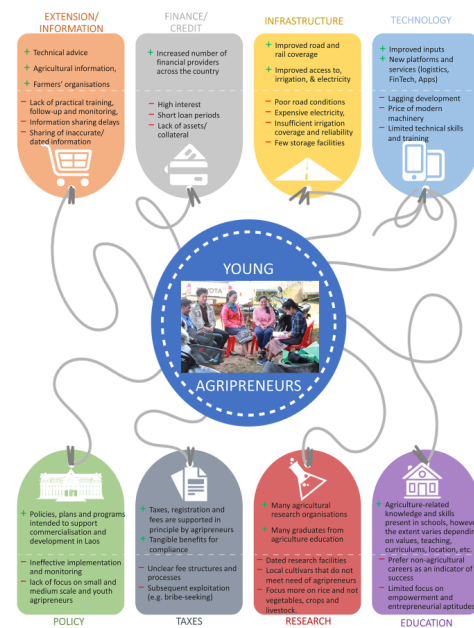 EXTENSION/
INFORMATION
+ Technical advice
+ Agricultural information,
+ Farmers' organisations
− Lack of practical training,
follow-up and monitoring,
− Information sharing delays
− Sharing of inaccurate/
dated information
FINANCE/
CREDIT
+ Increased number of
financial providers
across the country
− High interest
− Short loan periods
− Lack of assets/
collateral
INFRASTRUCTURE
+ Improved road and
rail coverage
+ Improved access to,
irrigation, & electricity
− Poor road conditions
− Expensive electricity,
− Insufficient irrigation
coverage and reliability
− Few storage facilities
TECHNOLOGY
+ Improved inputs
+ New platforms and
services (logistics,
FinTech, Apps)
− Lagging development
− Price of modern
machinery
− Limited technical skills
and training
YOUNG
AGRIPRENEURS
+ Policies, plans and programs
intended to support
commercialisation and
development in Laos
− Ineffective implementation
and monitoring
− lack of focus on small and
medium scale and youth
agripreneurs
POLICY
+ Taxes, registration and
fees are supported in
principle by agripreneurs
+ Tangible benefits for
compliance
− Unclear fee structures and
processes
− Subsequent exploitation
(e.g. bribe-seeking)
TAXES
+ Many agricultural
research organisations
+ Many graduates from
agriculture education
− Dated research facilities
− Local cultivars that do not
meet need of agripreneurs
− Focus more on rice and not
vegetables, crops and
livestock.
RESEARCH
+ Agriculture-related
knowledge and skills
present in schools, howeve
the extent varies dependin
on values, teaching,
curriculums, location, etc.
− Prefer non-agricultural
careers as an indicator of
success
− Limited focus on
empowerment and
entrepreneurial aptitudes
EDUCATION